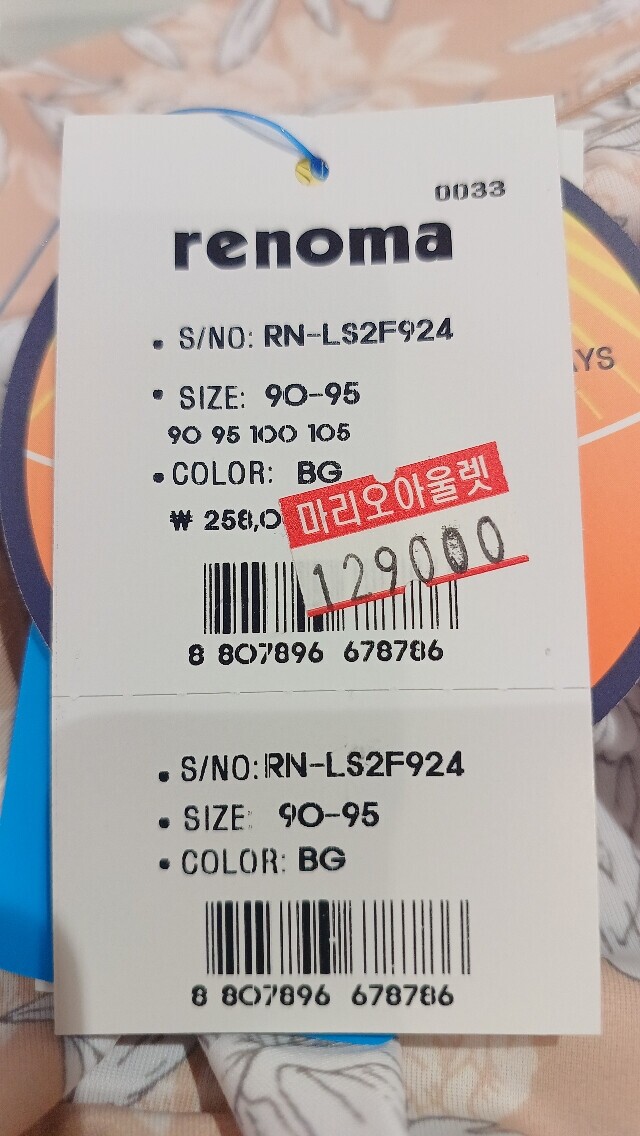 0033
renoma
• S/NO: RN-LS2F924
• SIZE: 90-95
90 95 100 105
• COLOR: BG
₩ 258,0
마리오아울렛
129000
8 807896 678786
• S/NO: RN-LS2F924
• SIZE: 90-95
• COLOR: BG
8 807896 678786